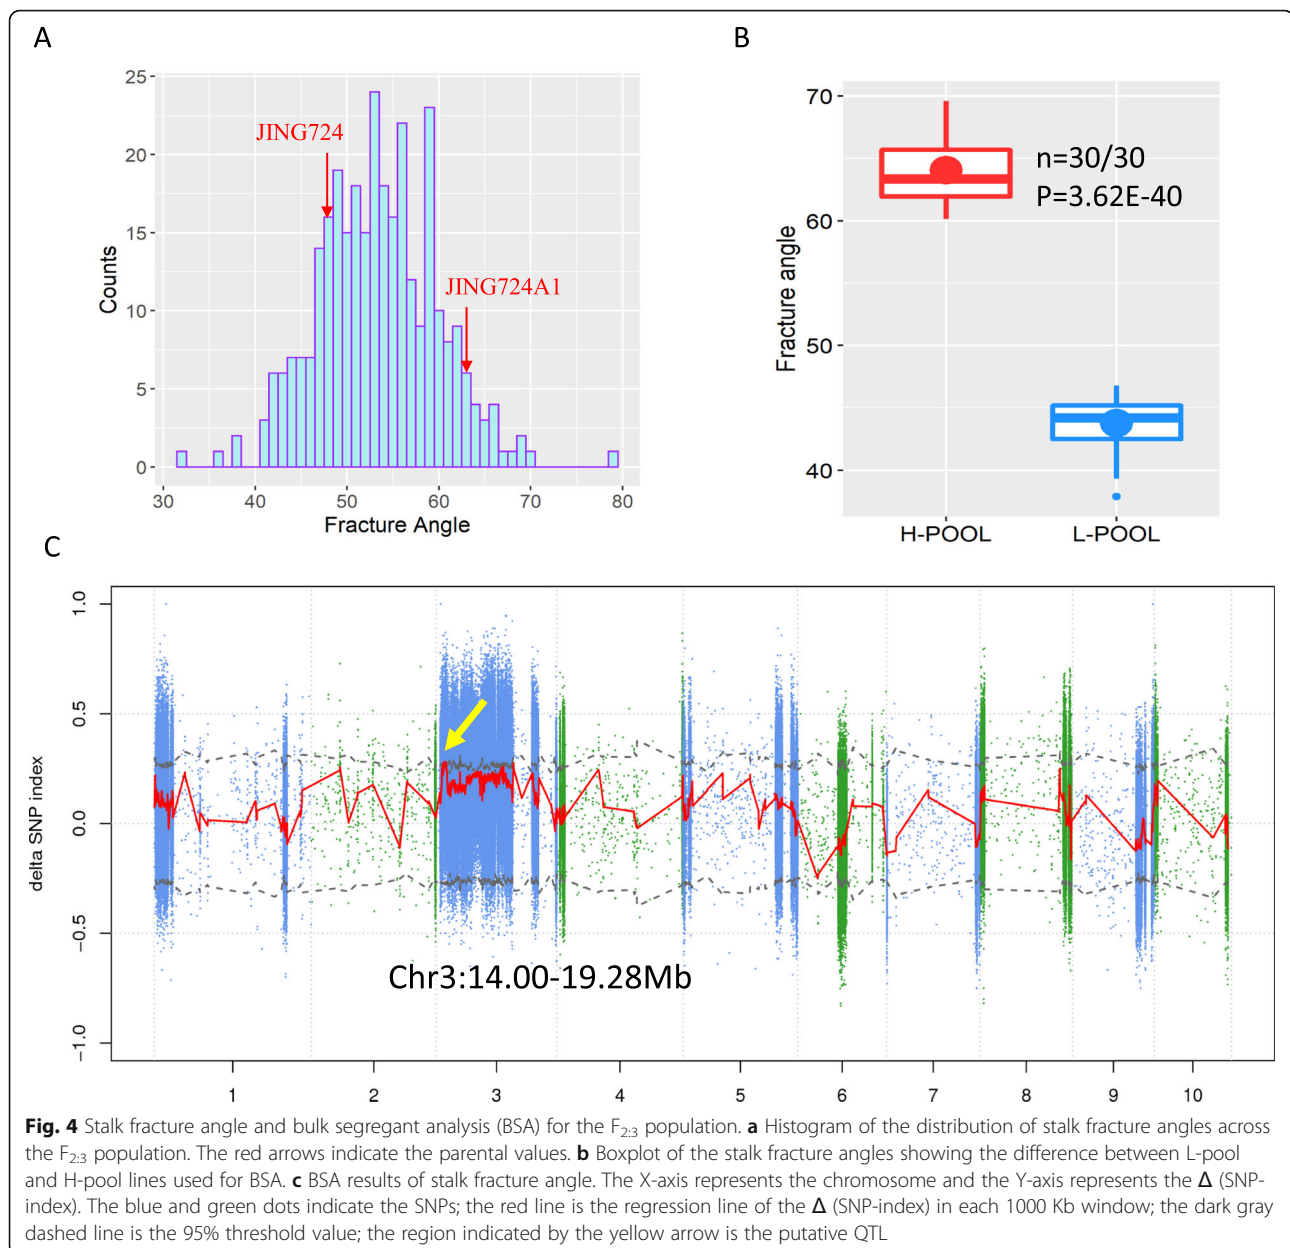 A
25
20
15
10
5
0
Counts
JING724
JING724A1
30 40 50 60 70 80
Fracture Angle
B
70
60
50
40
Fracture angle
n=30/30
P=3.62E-40
H-POOL L-POOL
C
1.0
0.5
0.0
−0.5
−1.0
delta SNP index
Chr3:14.00-19.28Mb
1 2 3 4 5 6 7 8 9 10
Fig. 4 Stalk fracture angle and bulk segregant analysis (BSA) for the F2:3 population. a Histogram of the distribution of stalk fracture angles across
the F2:3 population. The red arrows indicate the parental values. b Boxplot of the stalk fracture angles showing the difference between L-pool
and H-pool lines used for BSA. c BSA results of stalk fracture angle. The X-axis represents the chromosome and the Y-axis represents the Δ (SNP-
index). The blue and green dots indicate the SNPs; the red line is the regression line of the Δ (SNP-index) in each 1000 Kb window; the dark gray
dashed line is the 95% threshold value; the region indicated by the yellow arrow is the putative QTL